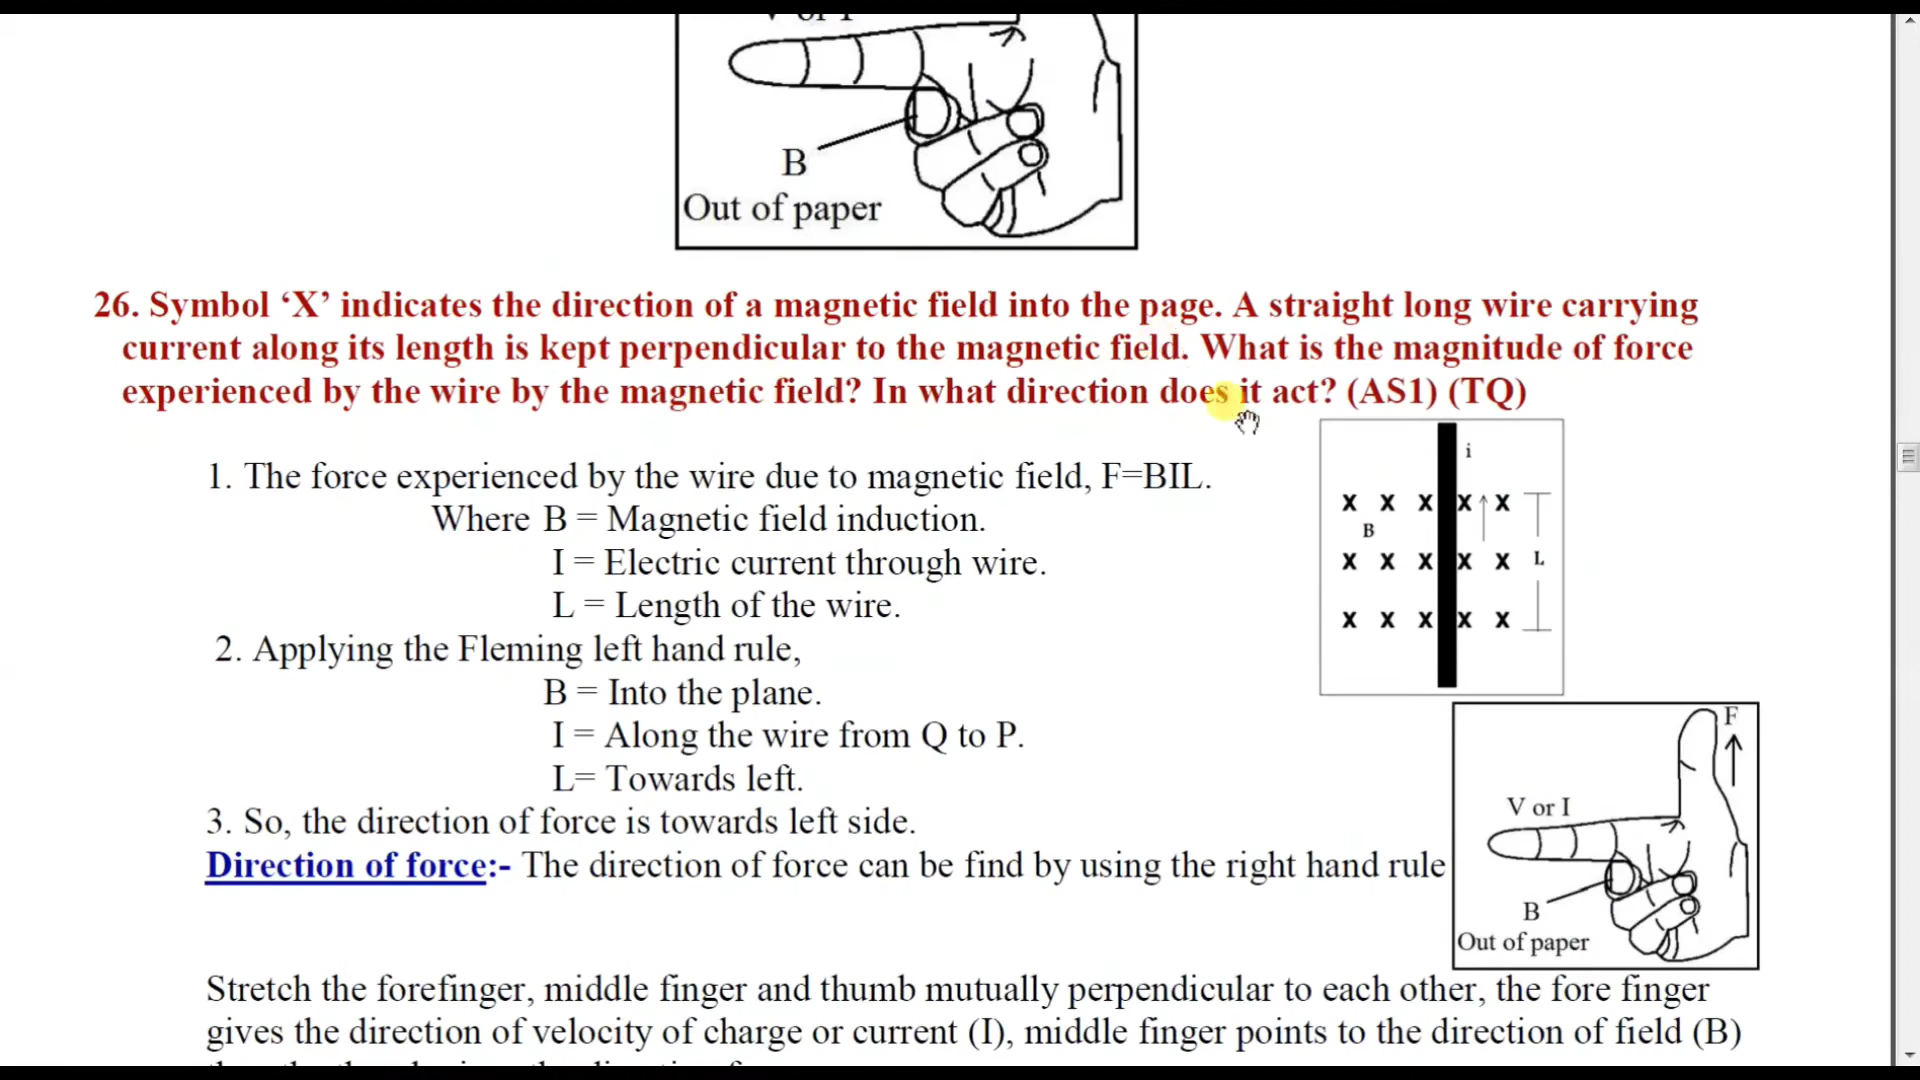 V or I
B
Out of paper
26. Symbol ‘X’ indicates the direction of a magnetic field into the page. A straight long wire carrying
current along its length is kept perpendicular to the magnetic field. What is the magnitude of force
experienced by the wire by the magnetic field? In what direction does it act? (AS1) (TQ)
1. The force experienced by the wire due to magnetic field, F=BIL.
Where B = Magnetic field induction.
I = Electric current through wire.
L = Length of the wire.
2. Applying the Fleming left hand rule,
B = Into the plane.
I = Along the wire from Q to P.
L= Towards left.
3. So, the direction of force is towards left side.
Direction of force:- The direction of force can be find by using the right hand rule
i
X X X X X
B
X X X X X L
X X X X X
F
V or I
B
Out of paper
Stretch the forefinger, middle finger and thumb mutually perpendicular to each other, the fore finger
gives the direction of velocity of charge or current (I), middle finger points to the direction of field (B)